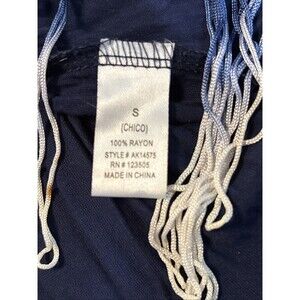 S
(CHICO)
100% RAYON
STYLE # AK14575
RN # 123505
MADE IN CHINA